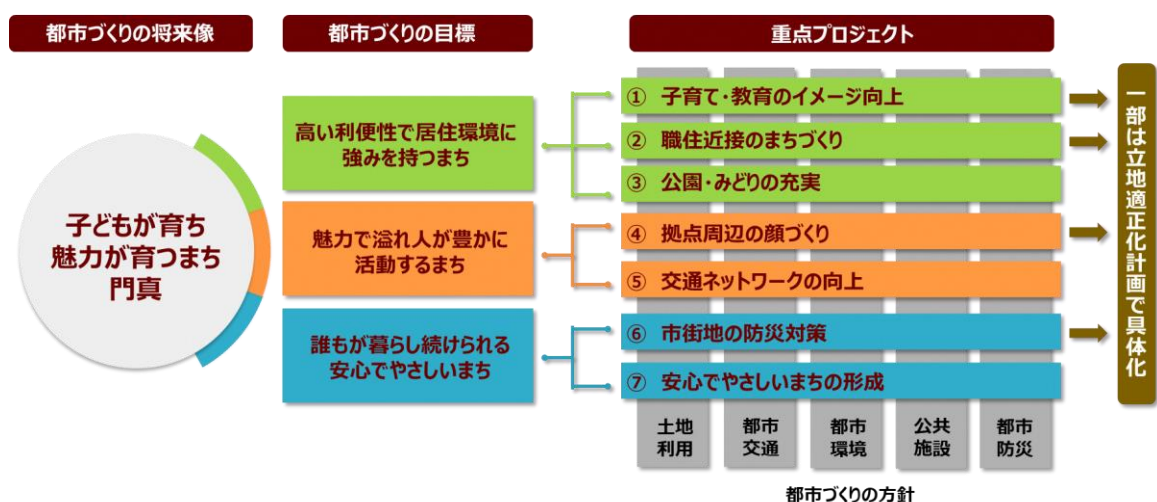 都市づくりの将来像
都市づくりの目標
重点プロジェクト
子どもが育ち
魅力が育つまち
門真
高い利便性で居住環境に
強みを持つまち
魅力で溢れ人が豊かに
活動するまち
誰もが暮らし続けられる
安心でやさしいまち
① 子育て・教育のイメージ向上
② 職住近接のまちづくり
③ 公園・みどりの充実
④ 拠点周辺の顔づくり
⑤ 交通ネットワークの向上
⑥ 市街地の防災対策
⑦ 安心でやさしいまちの形成
一部は立地適正化計画で具体化
土地
利用
都市
交通
都市
環境
公共
施設
都市
防災
都市づくりの方針